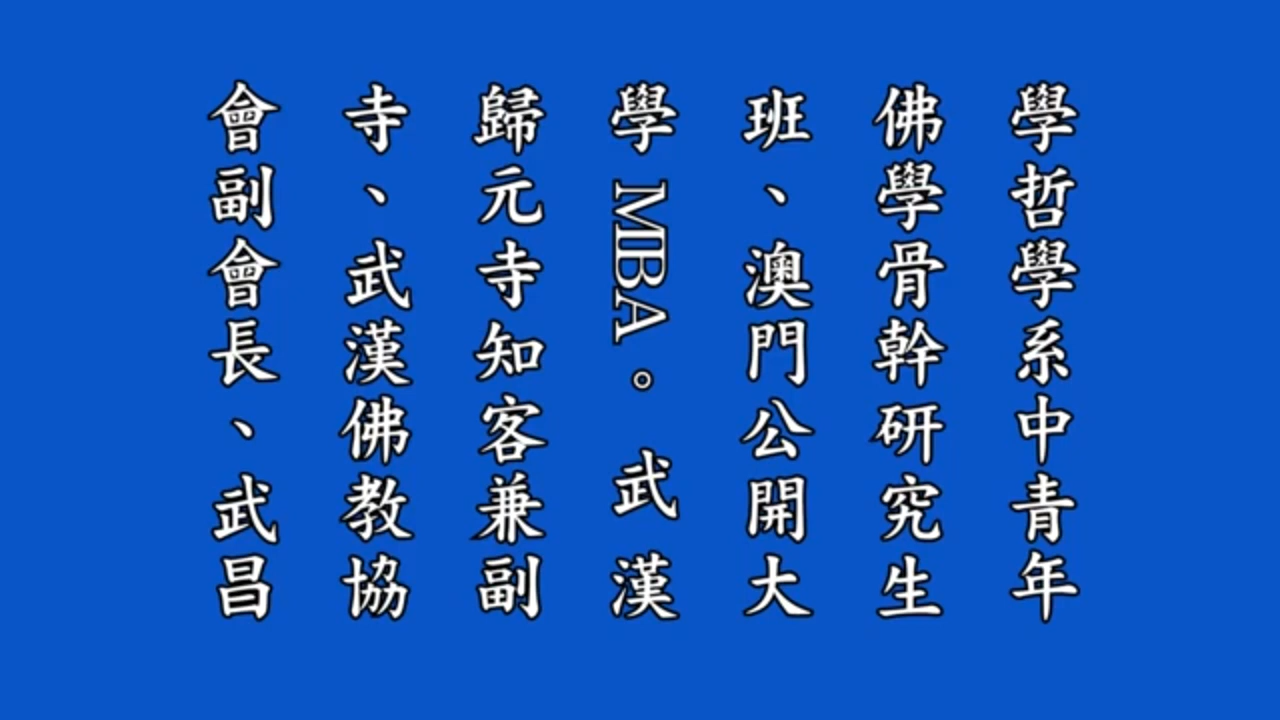 學哲學系中青年
佛學骨幹研究生
班、澳門公開大
學MBA。武漢
歸元寺知客兼副
寺、武漢佛教協
會副會長、武昌